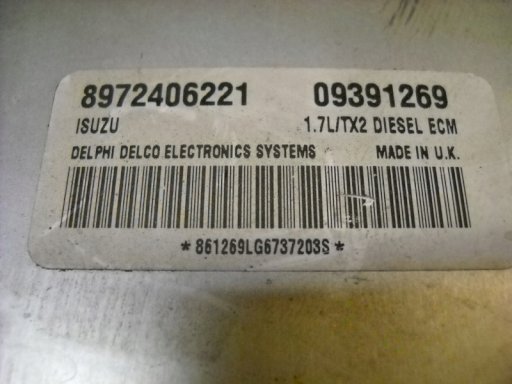 8972406221 09391269
ISUZU 1.7L/TX2 DIESEL ECM
DELPHI DELCO ELECTRONICS SYSTEMS MADE IN U.K.
*861269LG6737203S*